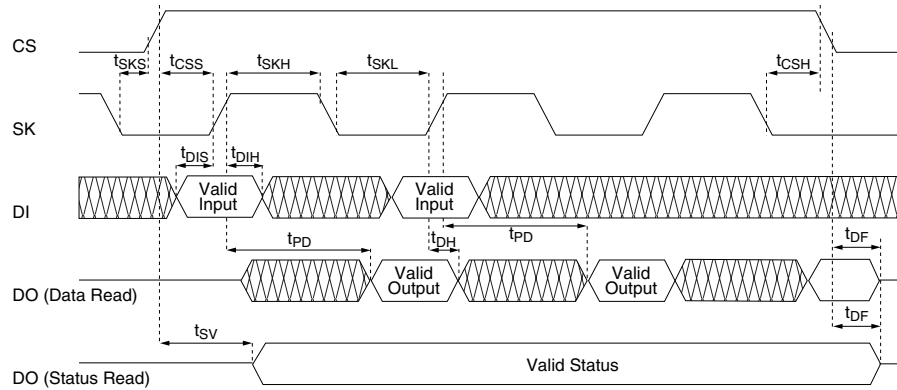 CS
tSKS
tCSS
tSKH
tSKL
tCSH
SK
tDIS
tDIH
DI
Valid
Input
Valid
Input
tPD
tDH
tPD
tDF
DO (Data Read)
Valid
Output
Valid
Output
tSV
tDF
DO (Status Read)
Valid Status